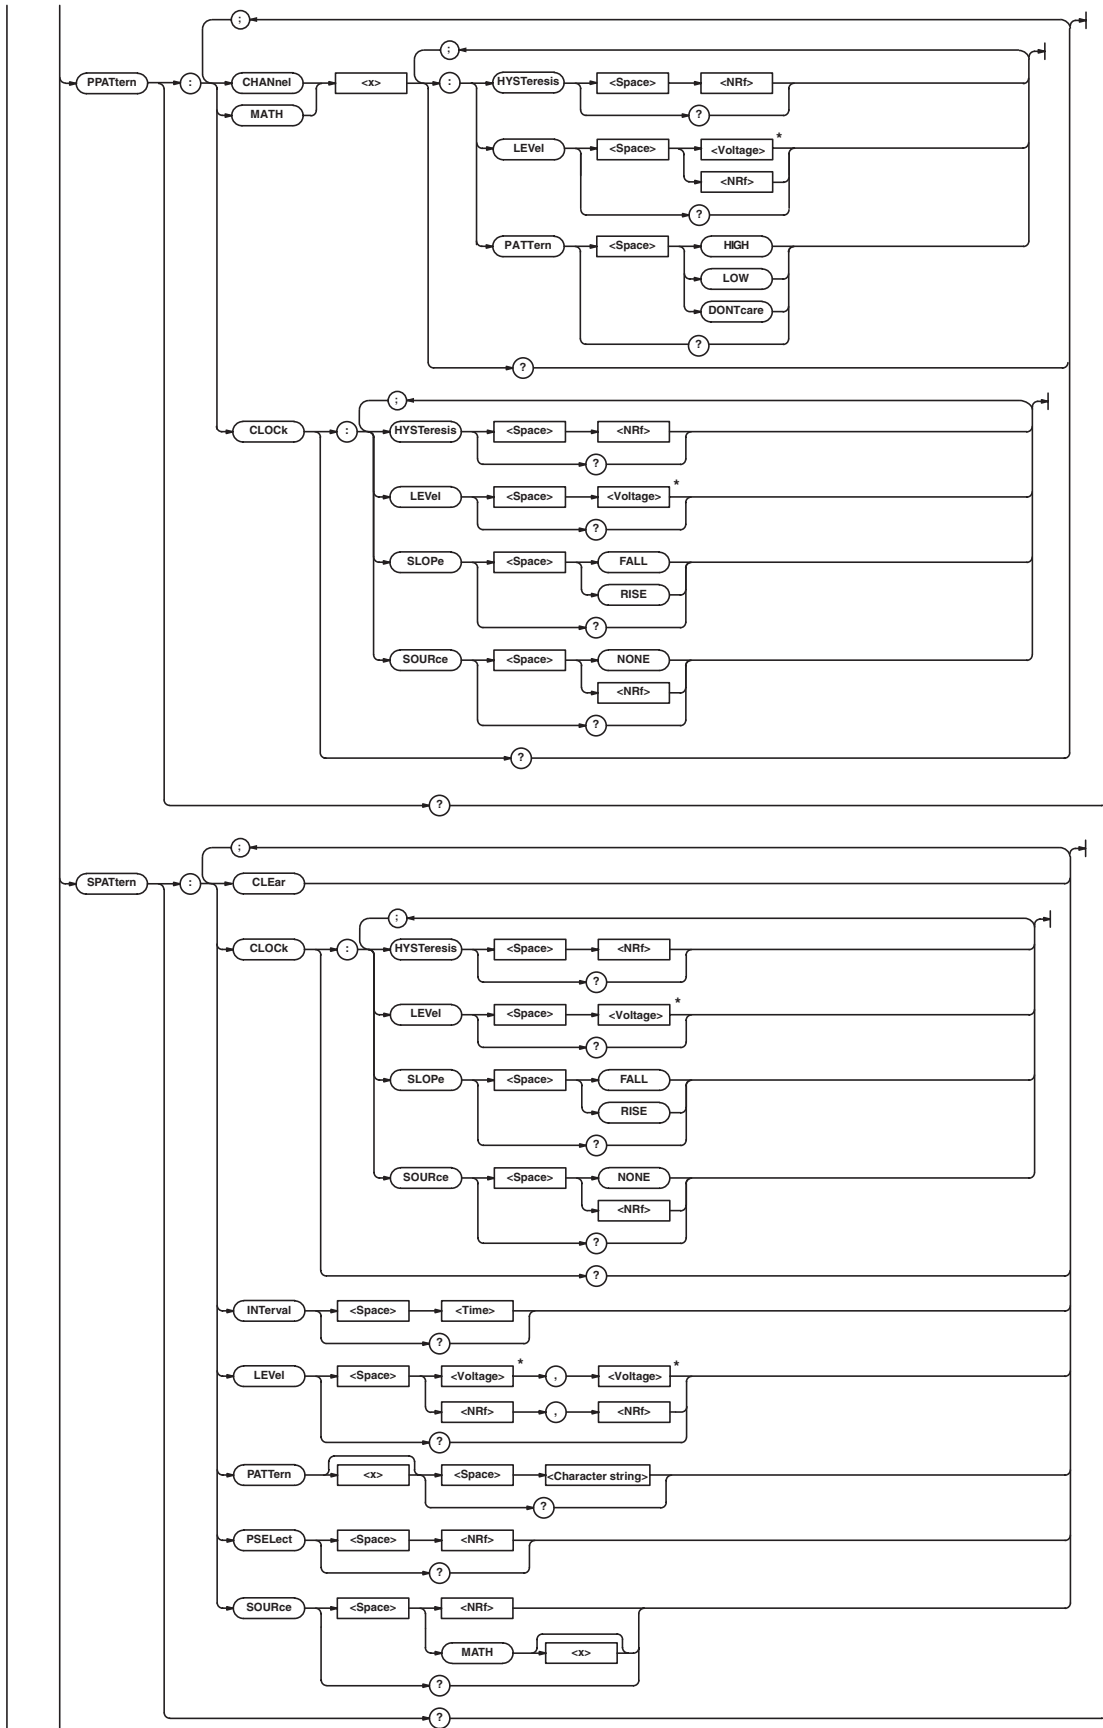 ;
;
PPATtern : CHANnel <x> : HYSTeresis <Space> <NRf>
MATH ?
LEVel <Space> <Voltage> *
<NRf>
?
PATTern <Space> HIGH
LOW
DONTcare
?
?
;
CLOCk : HYSTeresis <Space> <NRf>
?
LEVel <Space> <Voltage> *
?
SLOPe <Space> FALL
RISE
?
SOURce <Space> NONE
<NRf>
?
?
?
;
SPATtern : CLEar
;
CLOCk : HYSTeresis <Space> <NRf>
?
LEVel <Space> <Voltage> *
?
SLOPe <Space> FALL
RISE
?
SOURce <Space> NONE
<NRf>
?
?
INTerval <Space> <Time>
?
LEVel <Space> <Voltage> * , <Voltage> *
<NRf> , <NRf>
?
PATTern <x> <Space> <Character string>
?
PSELect <Space> <NRf>
?
SOURce <Space> <NRf>
MATH <x>
?
?